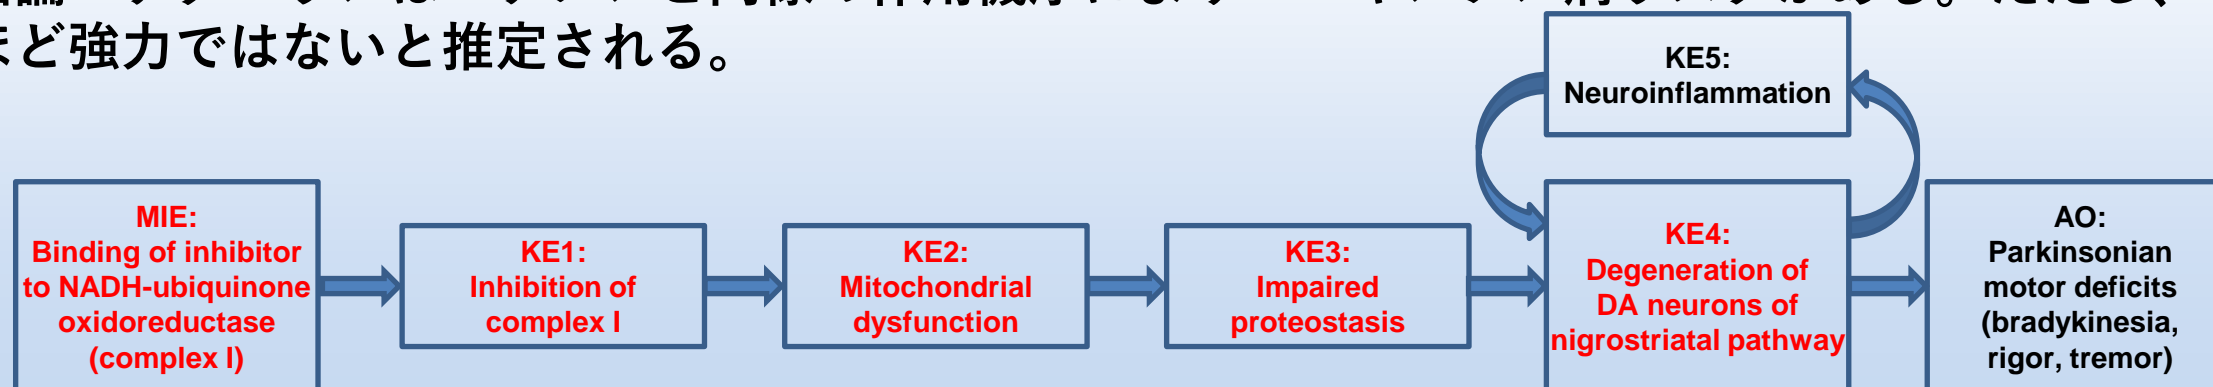 ほど強力ではないと推定される。
KE5:
Neuroinflammation
MIE:
Binding of inhibitor
to NADH-ubiquinone
oxidoreductase
(complex I)
KE1:
Inhibition of
complex I
KE2:
Mitochondrial
dysfunction
KE3:
Impaired
proteostasis
KE4:
Degeneration of
DA neurons of
nigrostriatal pathway
AO:
Parkinsonian
motor deficits
(bradykinesia,
rigor, tremor)